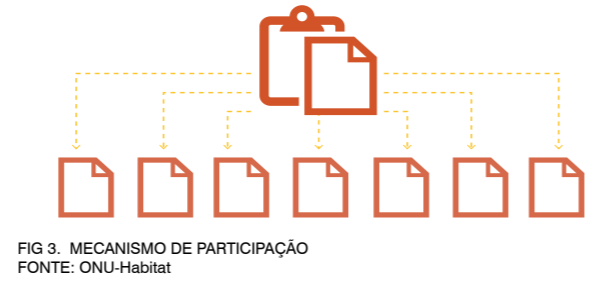 FIG 3. MECANISMO DE PARTICIPAÇÃO
FONTE: ONU-Habitat